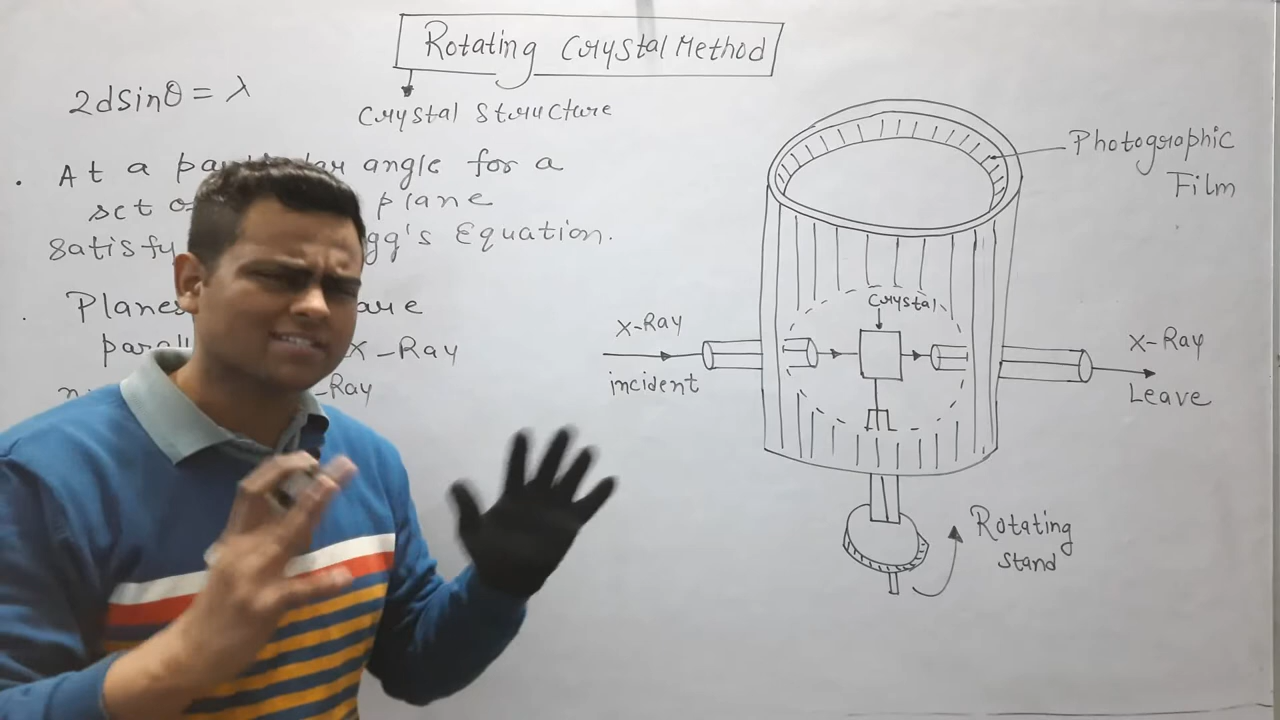 Rotating Crystal Method
2dSinθ = λ
Crystal Structure
At a angle for a
set plane
satisfy Equation.
Planes are
X-Ray
-Ray
Photographic
Film
Crystal
X-Ray
incident
X-Ray
Leave
Rotating
stand